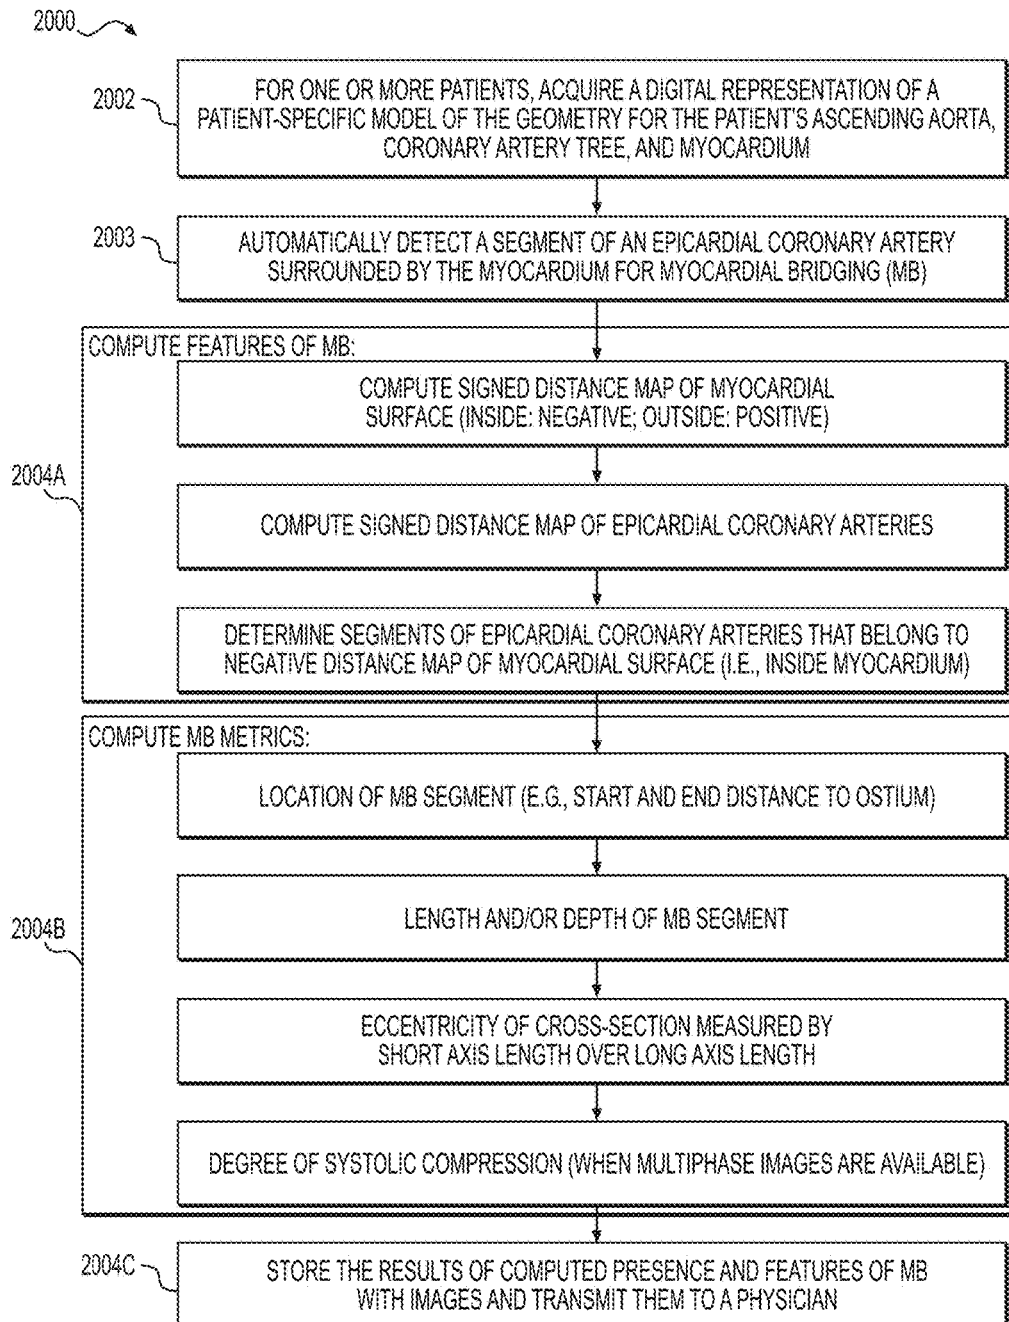 2000
2002
FOR ONE OR MORE PATIENTS, ACQUIRE A DIGITAL REPRESENTATION OF A
PATIENT-SPECIFIC MODEL OF THE GEOMETRY FOR THE PATIENT'S ASCENDING AORTA,
CORONARY ARTERY TREE, AND MYOCARDIUM
2003
AUTOMATICALLY DETECT A SEGMENT OF AN EPICARDIAL CORONARY ARTERY
SURROUNDED BY THE MYOCARDIUM FOR MYOCARDIAL BRIDGING (MB)
2004A
COMPUTE FEATURES OF MB:
COMPUTE SIGNED DISTANCE MAP OF MYOCARDIAL
SURFACE (INSIDE: NEGATIVE; OUTSIDE: POSITIVE)
COMPUTE SIGNED DISTANCE MAP OF EPICARDIAL CORONARY ARTERIES
DETERMINE SEGMENTS OF EPICARDIAL CORONARY ARTERIES THAT BELONG TO
NEGATIVE DISTANCE MAP OF MYOCARDIAL SURFACE (I.E., INSIDE MYOCARDIUM)
2004B
COMPUTE MB METRICS:
LOCATION OF MB SEGMENT (E.G., START AND END DISTANCE TO OSTIUM)
LENGTH AND/OR DEPTH OF MB SEGMENT
ECCENTRICITY OF CROSS-SECTION MEASURED BY
SHORT AXIS LENGTH OVER LONG AXIS LENGTH
DEGREE OF SYSTOLIC COMPRESSION (WHEN MULTIPHASE IMAGES ARE AVAILABLE)
2004C
STORE THE RESULTS OF COMPUTED PRESENCE AND FEATURES OF MB
WITH IMAGES AND TRANSMIT THEM TO A PHYSICIAN